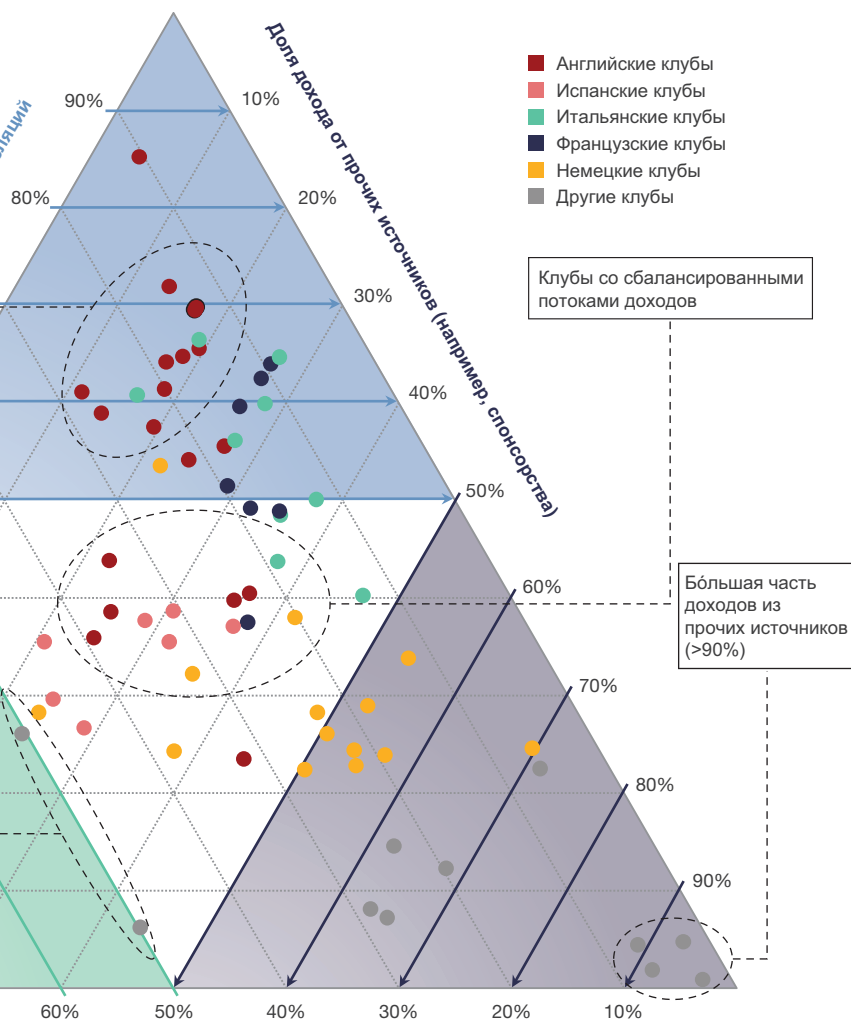 Доля дохода от прочих источников (например, спонсорства)
Английские клубы
Испанские клубы
Итальянские клубы
Французские клубы
Немецкие клубы
Другие клубы
90%
10%
80%
20%
Клубы со сбалансированными
потоками доходов
30%
40%
50%
Бо́льшая часть
доходов из
прочих источников
(>90%)
60%
70%
80%
90%
60%
50%
40%
30%
20%
10%